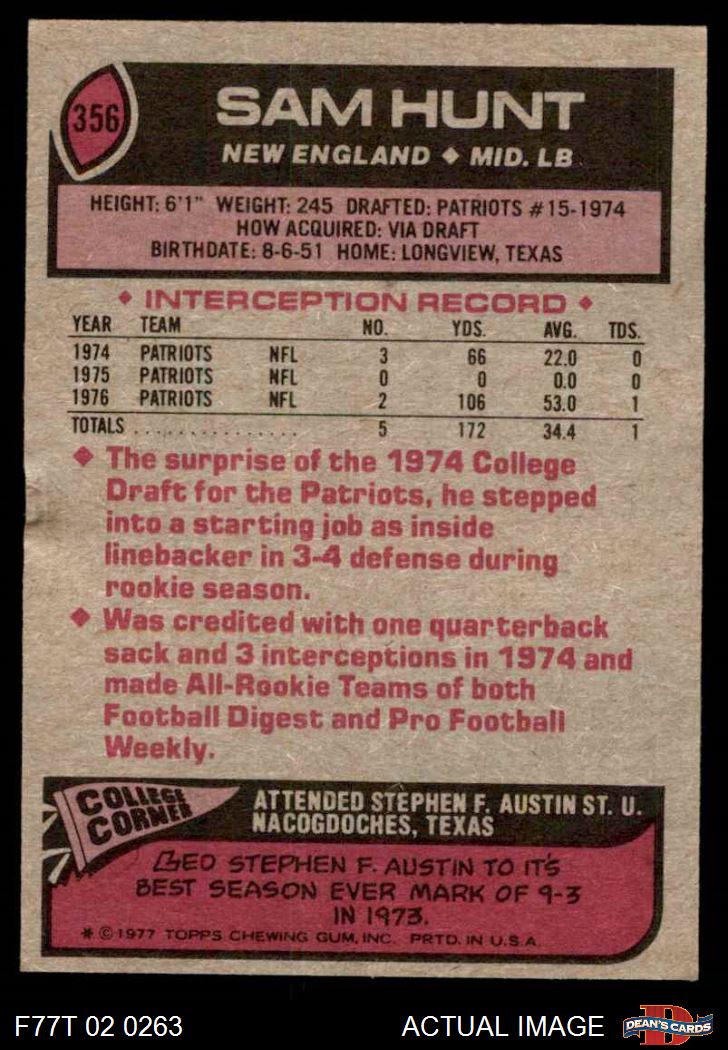 356
SAM HUNT
NEW ENGLAND ◆ MID. LB
HEIGHT: 6'1" WEIGHT: 245 DRAFTED: PATRIOTS #15-1974
HOW ACQUIRED: VIA DRAFT
BIRTHDATE: 8-6-51 HOME: LONGVIEW, TEXAS
◆ INTERCEPTION RECORD ◆
YEAR TEAM NO. YDS. AVG. TDS.
1974 PATRIOTS NFL 3 66 22.0 0
1975 PATRIOTS NFL 0 0 0.0 0
1976 PATRIOTS NFL 2 106 53.0 1
TOTALS ................ 5 172 34.4 1
◆ The surprise of the 1974 College
Draft for the Patriots, he stepped
into a starting job as inside
linebacker in 3-4 defense during
rookie season.
◆ Was credited with one quarterback
sack and 3 interceptions in 1974 and
made All-Rookie Teams of both
Football Digest and Pro Football
Weekly.
COLLEGE
CORNER
ATTENDED STEPHEN F. AUSTIN ST. U.
NACOGDOCHES, TEXAS
LED STEPHEN F. AUSTIN TO IT'S
BEST SEASON EVER MARK OF 9-3
IN 1973.
* © 1977 TOPPS CHEWING GUM, INC. PRTD. IN U.S.A.
F77T 02 0263 ACTUAL IMAGE
D
DEAN'S CARDS